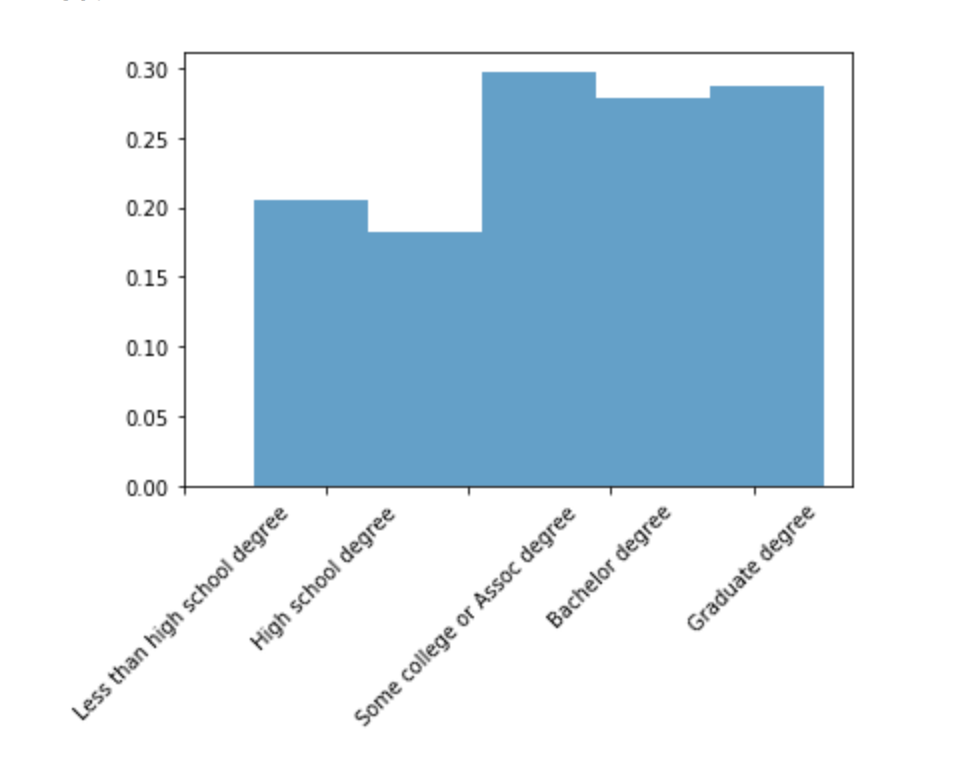 0.30
0.25
0.20
0.15
0.10
0.05
0.00
Less than high school degree
High school degree
Some college or Assoc degree
Bachelor degree
Graduate degree